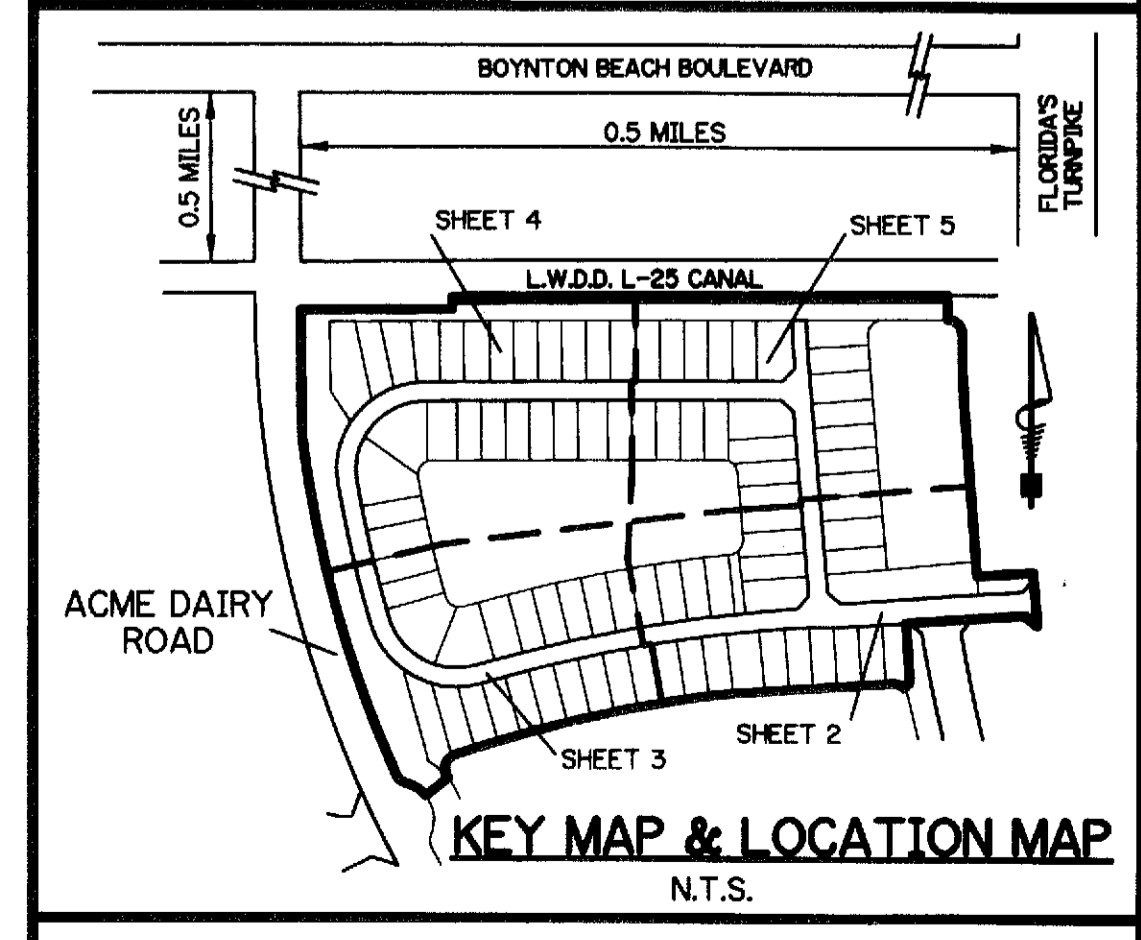 BOYNTON BEACH BOULEVARD
0.5 MILES
0.5 MILES
FLORIDA'S
TURNPIKE
SHEET 4
SHEET 5
L.W.D.D. L-25 CANAL
ACME DAIRY
ROAD
SHEET 2
SHEET 3
KEY MAP & LOCATION MAP
N.T.S.